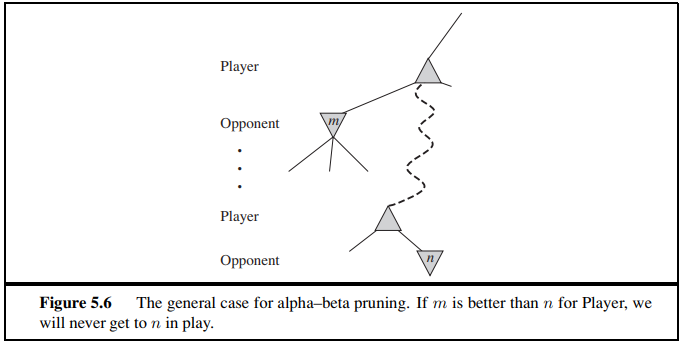 Player
Opponent
m
Player
Opponent
n
Figure 5.6 The general case for alpha–beta pruning. If m is better than n for Player, we
will never get to n in play.